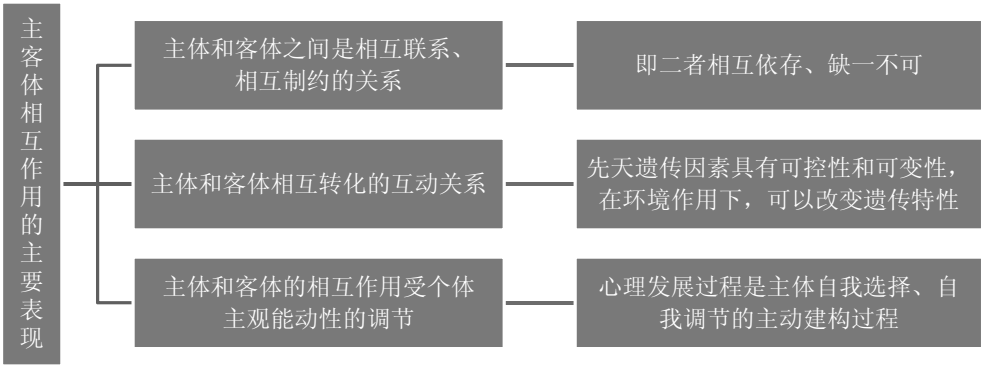 主客体相互作用的主要表现
主体和客体之间是相互联系、
相互制约的关系
即二者相互依存、缺一不可
主体和客体相互转化的互动关系
先天遗传因素具有可控性和可变性，
在环境作用下，可以改变遗传特性
主体和客体的相互作用受个体
主观能动性的调节
心理发展过程是主体自我选择、自
我调节的主动建构过程